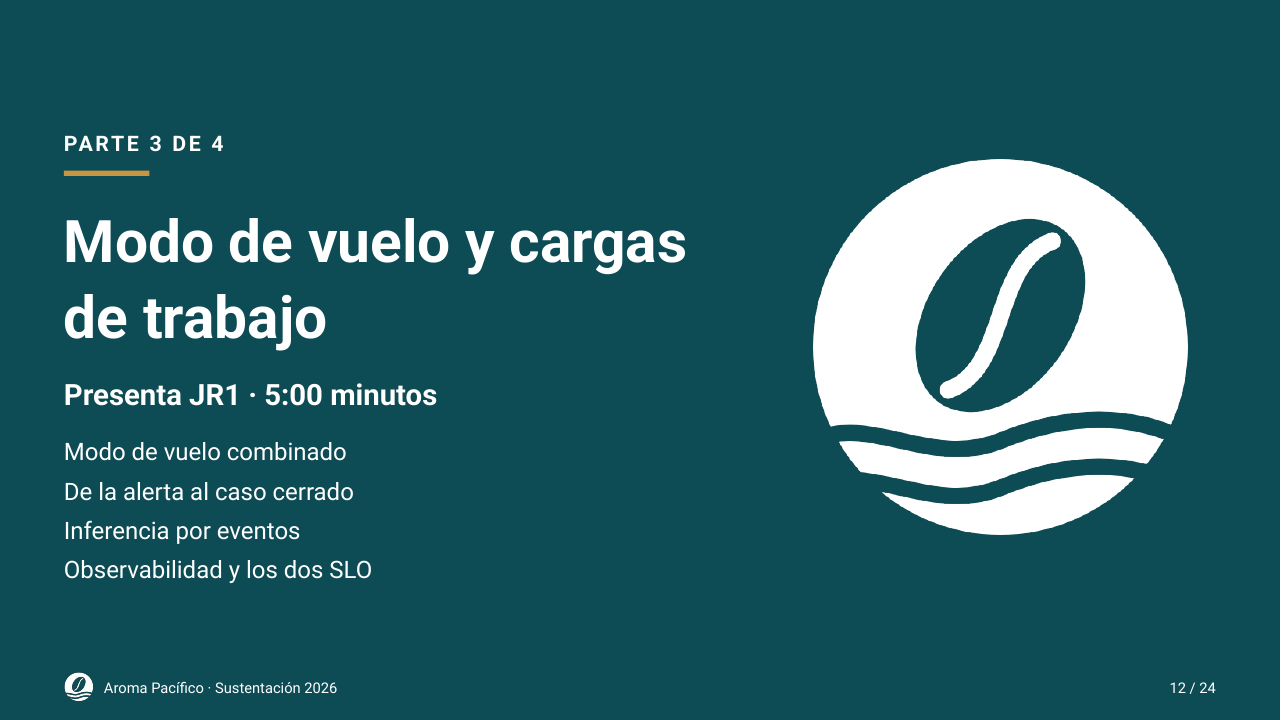 PARTE 3 DE 4
Modo de vuelo y cargas
de trabajo
Presenta JR1 · 5:00 minutos
Modo de vuelo combinado
De la alerta al caso cerrado
Inferencia por eventos
Observabilidad y los dos SLO
Aroma Pacífico · Sustentación 2026
12 / 24